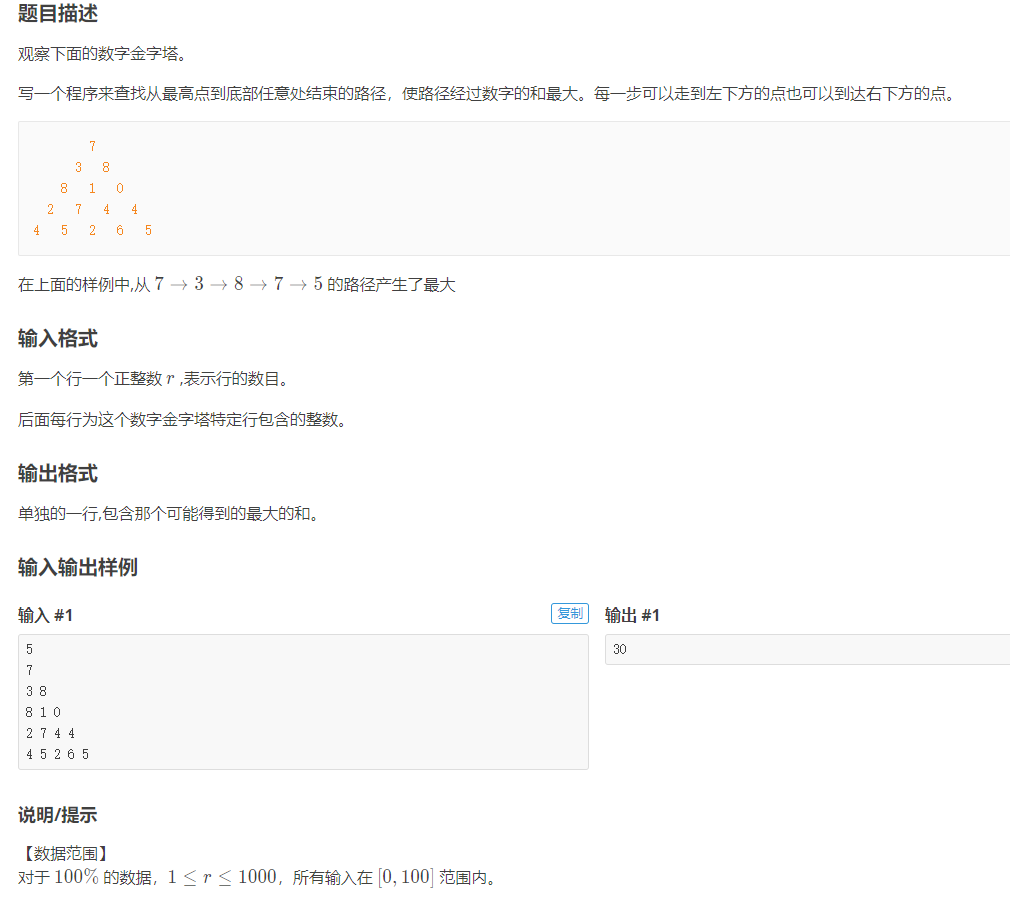 题目描述
观察下面的数字金字塔。
写一个程序来查找从最高点到底部任意处结束的路径，使路径经过数字的和最大。每一步可以走到左下方的点也可以到达右下方的点。
7
3 8
8 1 0
2 7 4 4
4 5 2 6 5
在上面的样例中,从 7 → 3 → 8 → 7 → 5 的路径产生了最大
输入格式
第一个行一个正整数 r ,表示行的数目。
后面每行为这个数字金字塔特定行包含的整数。
输出格式
单独的一行,包含那个可能得到的最大的和。
输入输出样例
输入 #1
复制
5
7
3 8
8 1 0
2 7 4 4
4 5 2 6 5
输出 #1
30
说明/提示
【数据范围】
对于 100% 的数据，1 ≤ r ≤ 1000，所有输入在 [0, 100] 范围内。